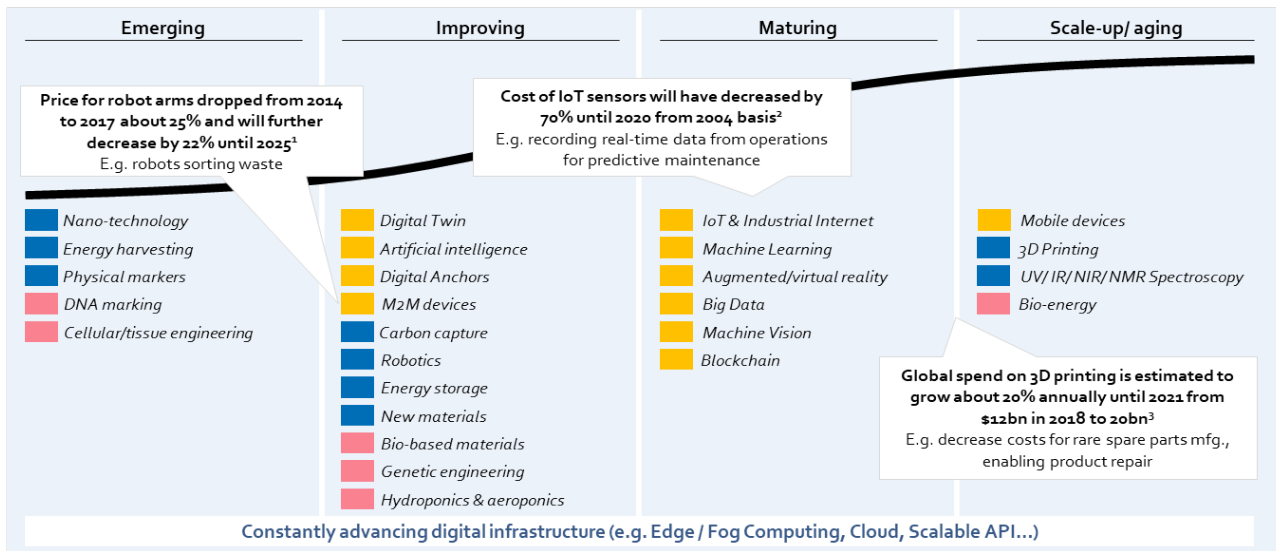 Emerging
Improving
Maturing
Scale-up/ aging
Price for robot arms dropped from 2014
to 2017 about 25% and will further
decrease by 22% until 2025¹
E.g. robots sorting waste
Cost of IoT sensors will have decreased by
70% until 2020 from 2004 basis²
E.g. recording real-time data from operations
for predictive maintenance
Nano-technology
Energy harvesting
Physical markers
DNA marking
Cellular/tissue engineering
Digital Twin
Artificial intelligence
Digital Anchors
M2M devices
Carbon capture
Robotics
Energy storage
New materials
Bio-based materials
Genetic engineering
Hydroponics & aeroponics
IoT & Industrial Internet
Machine Learning
Augmented/virtual reality
Big Data
Machine Vision
Blockchain
Mobile devices
3D Printing
UV/ IR/ NIR/ NMR Spectroscopy
Bio-energy
Global spend on 3D printing is estimated to
grow about 20% annually until 2021 from
$12bn in 2018 to 20bn³
E.g. decrease costs for rare spare parts mfg.,
enabling product repair
Constantly advancing digital infrastructure (e.g. Edge / Fog Computing, Cloud, Scalable API...)